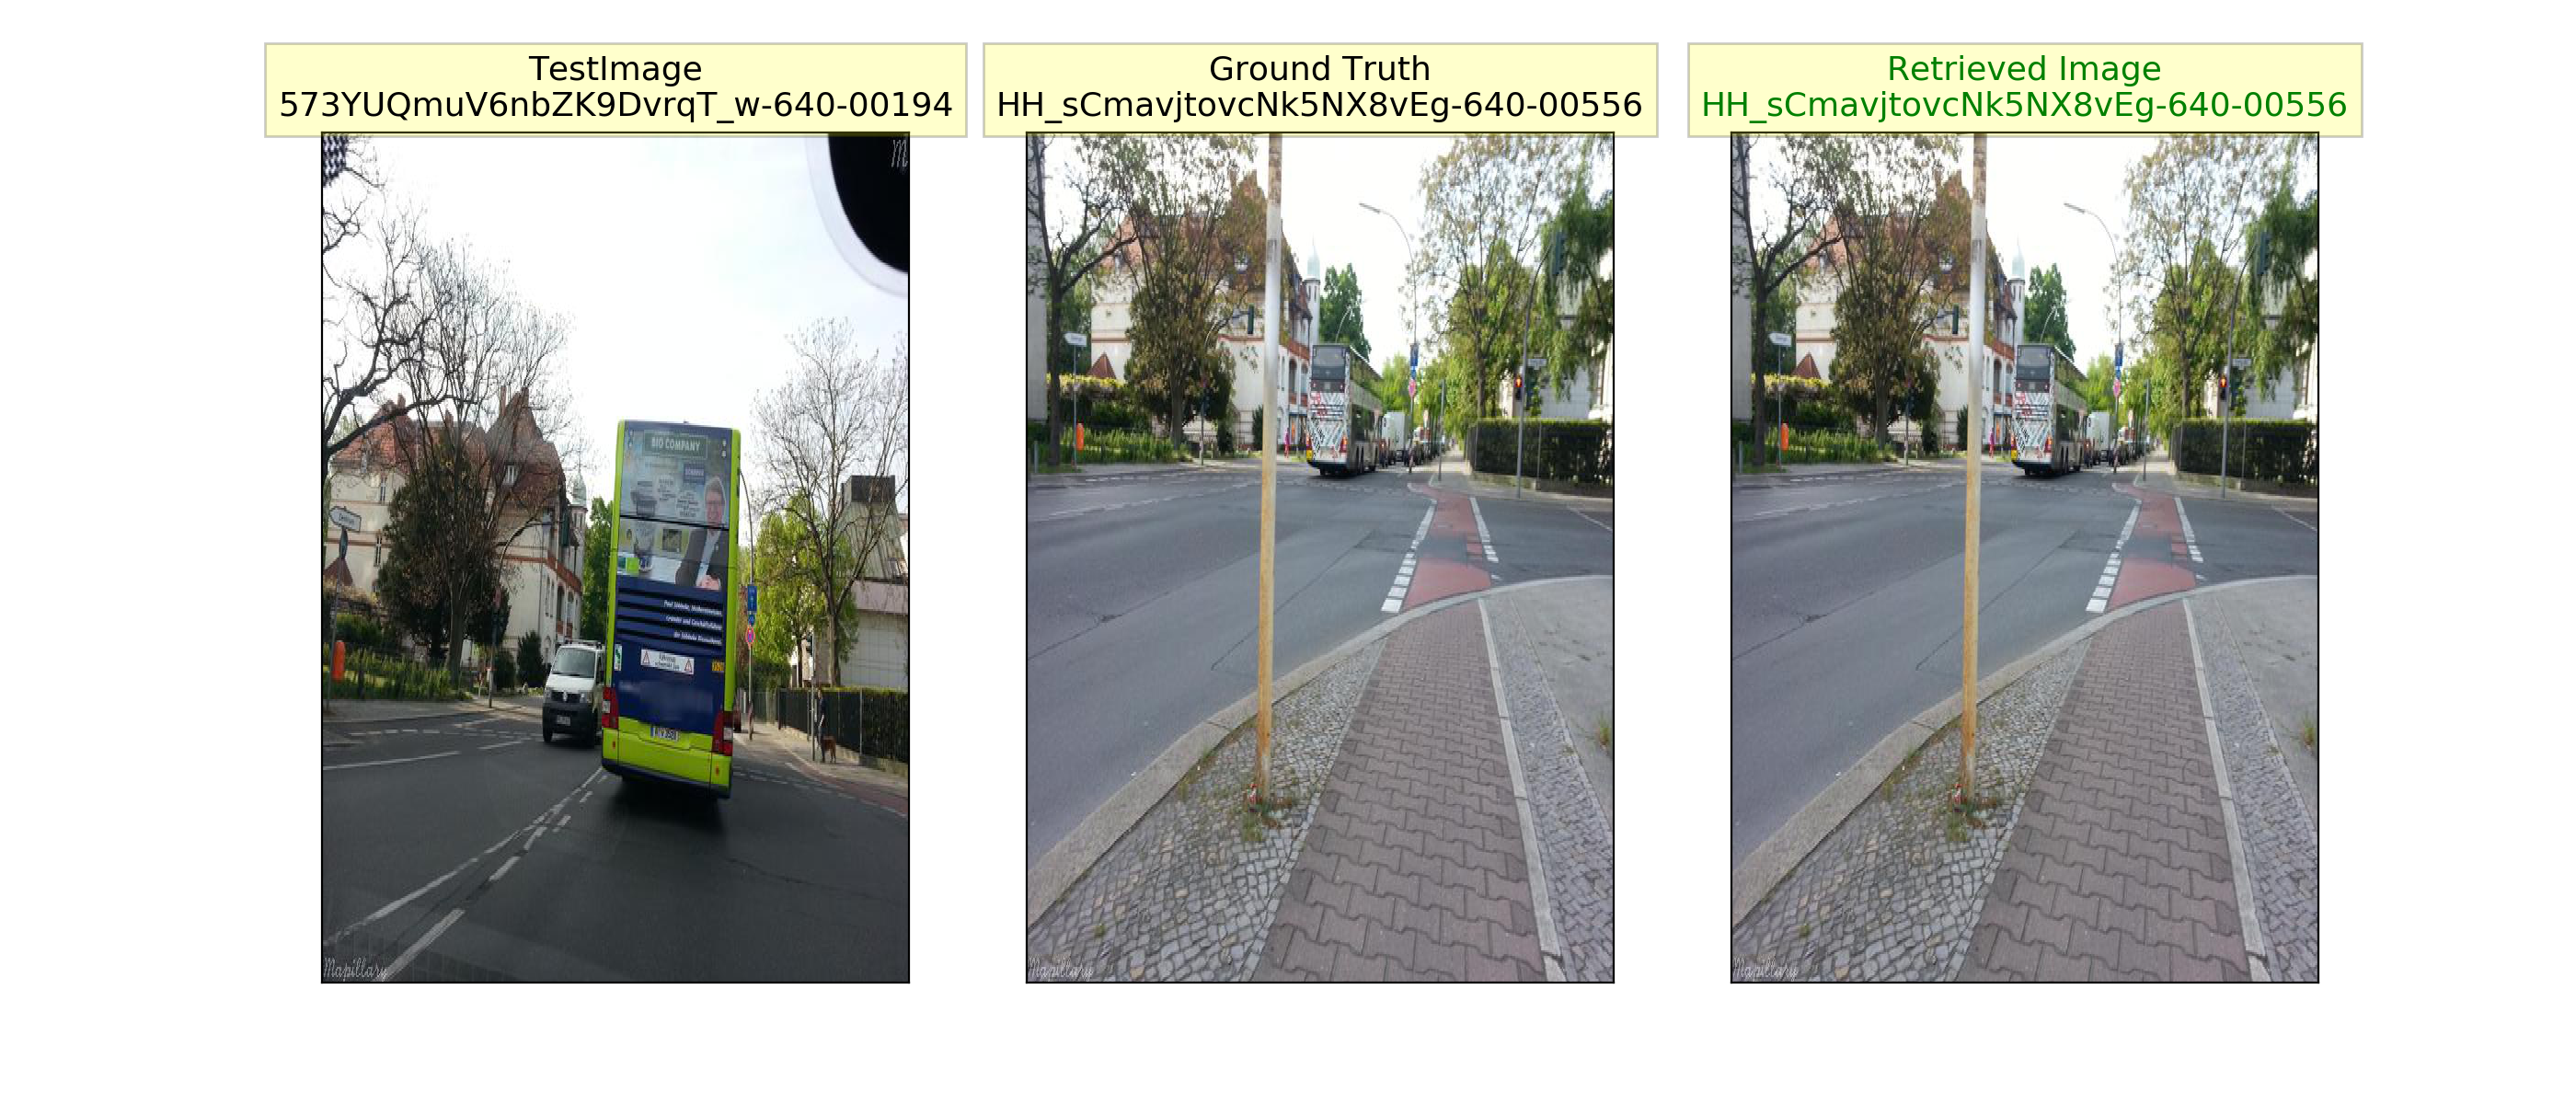 TestImage
573YUQmuV6nbZK9DvrqT_w-640-00194
Ground Truth
HH_sCmavjtovcNk5NX8vEg-640-00556
Retrieved Image
HH_sCmavjtovcNk5NX8vEg-640-00556
M
BIO COMPANY
Mapillary
Mapillary
Mapillary